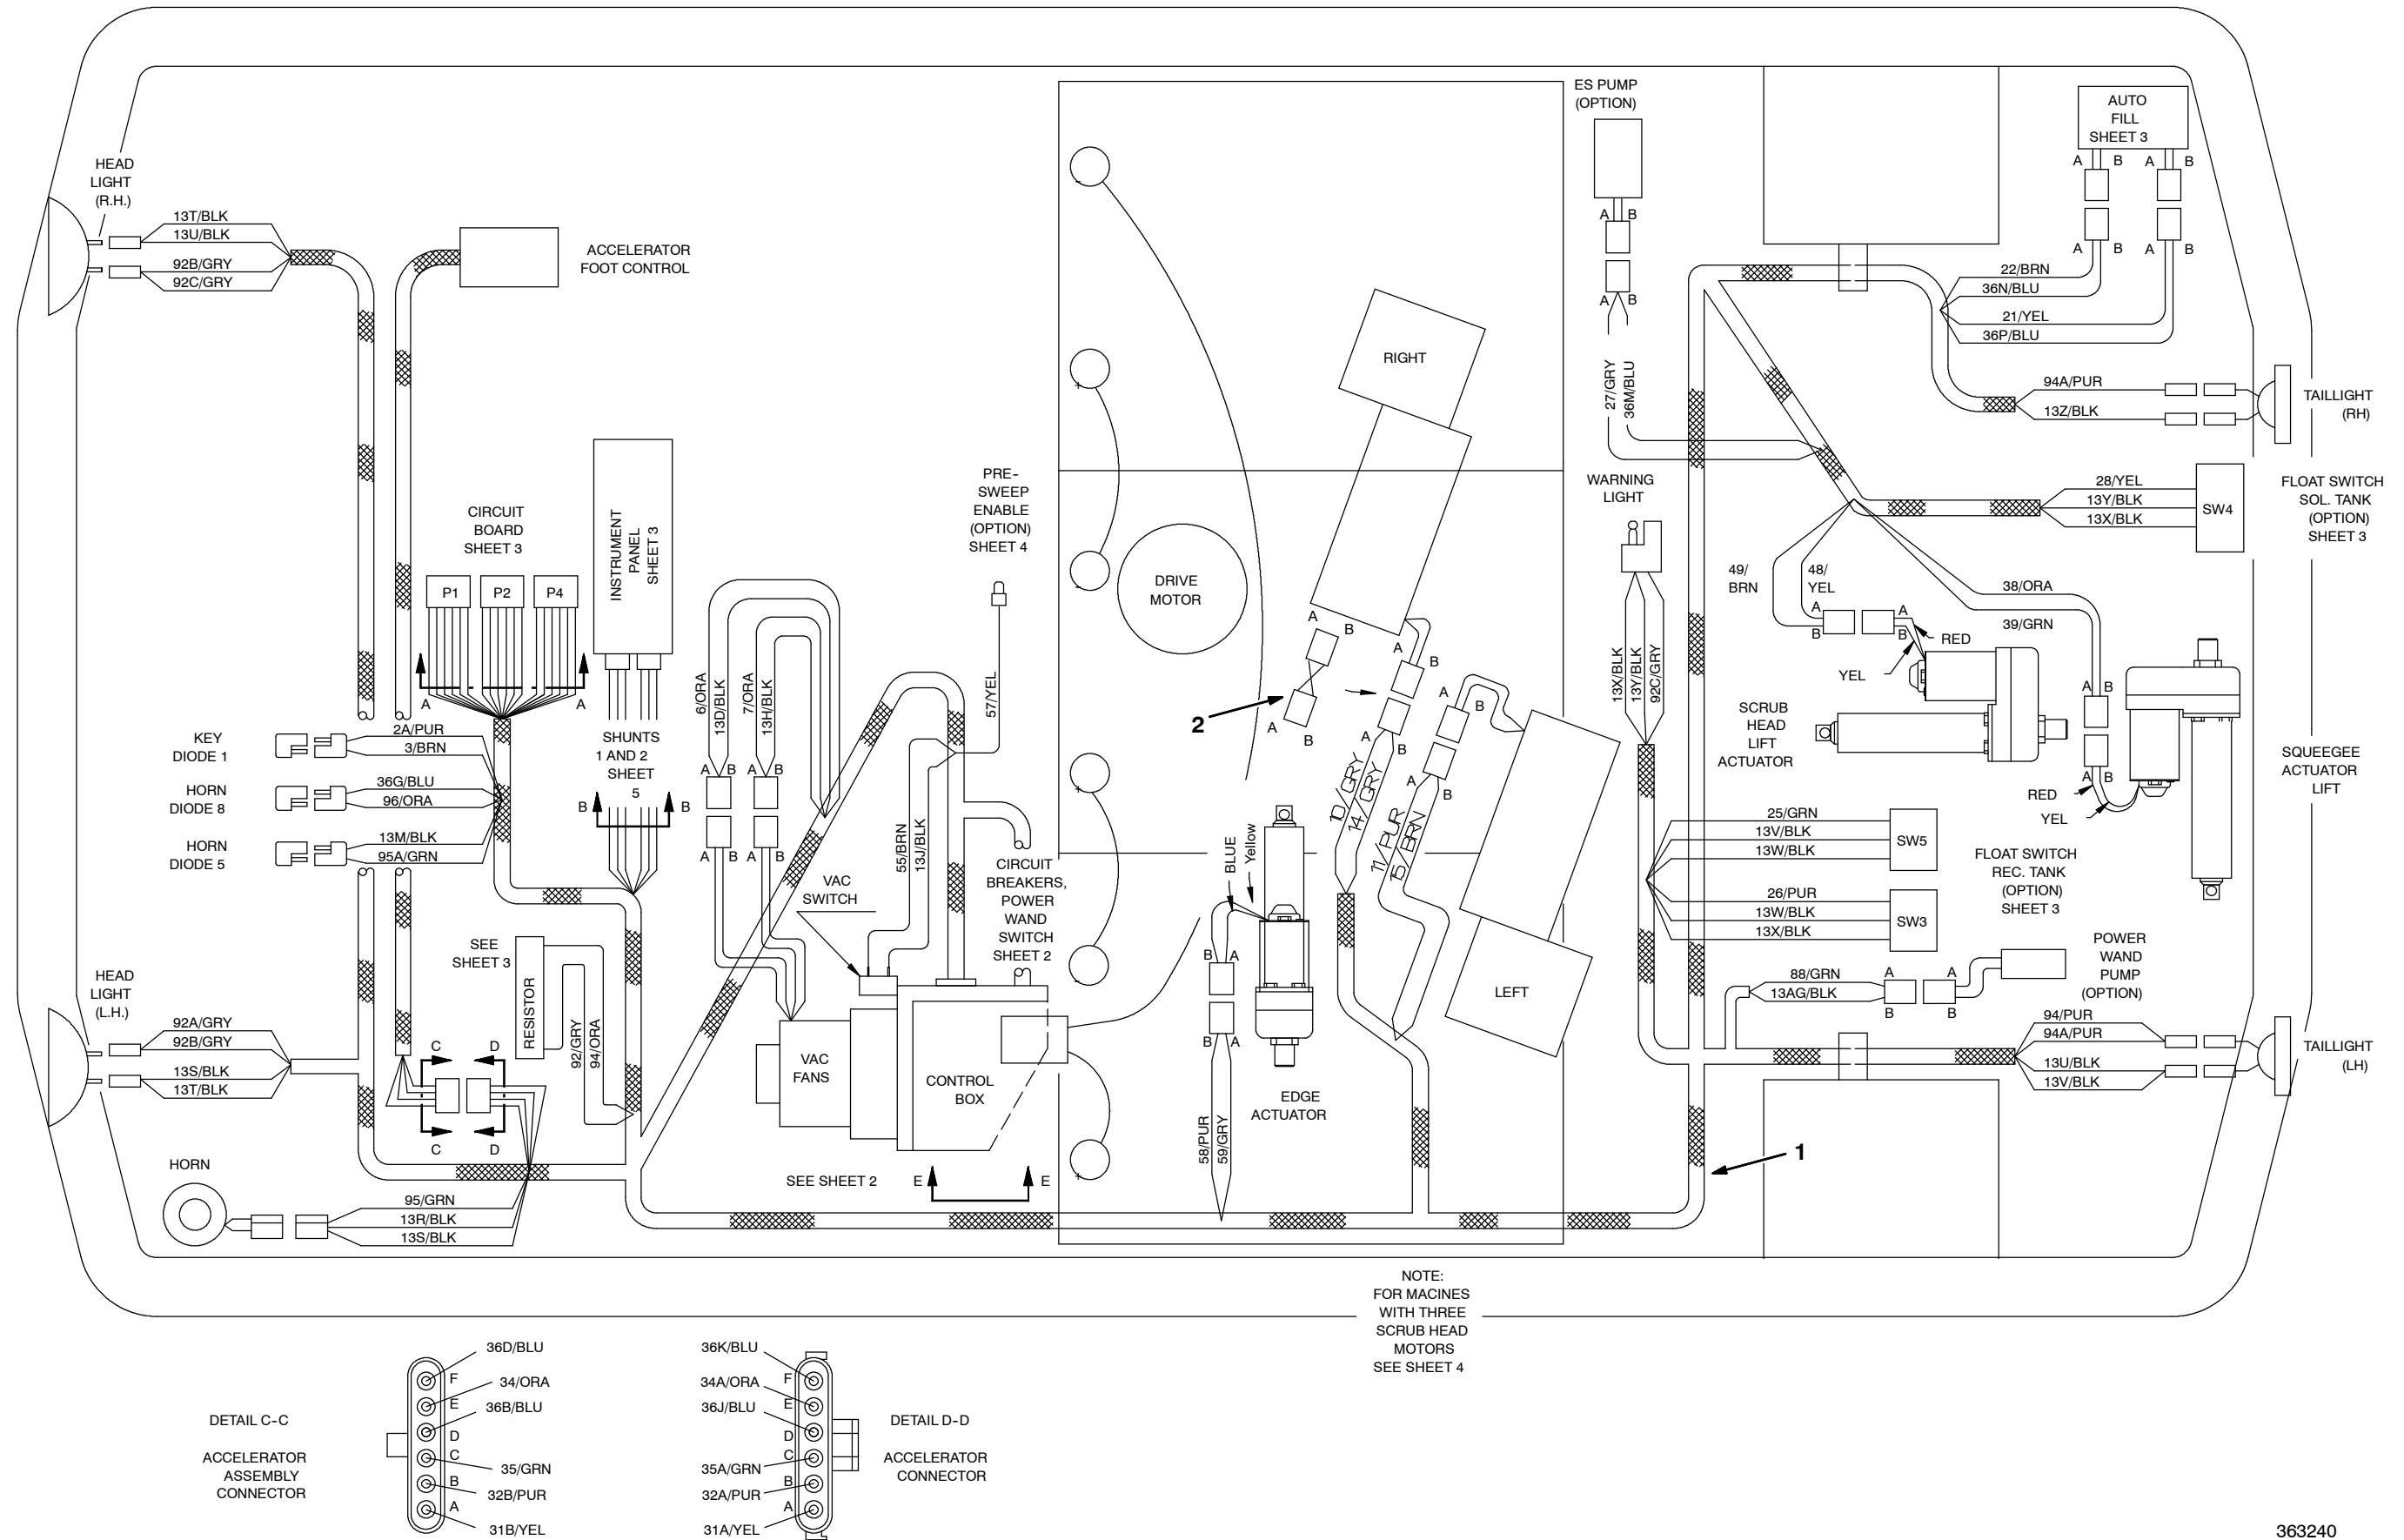 HEAD
LIGHT
(R.H.)
13T/BLK
13U/BLK
92B/GRY
92C/GRY
ACCELERATOR
FOOT CONTROL
ES PUMP
(OPTION)
A B
A B
27/GRY
36M/BLU
AUTO
FILL
SHEET 3
A B A B
A B A B
22/BRN
36N/BLU
21/YEL
36P/BLU
94A/PUR
13Z/BLK
TAILLIGHT
(RH)
RIGHT
CIRCUIT
BOARD
SHEET 3
P1 P2 P4
A A
INSTRUMENT
PANEL
SHEET 3
SHUNTS
1 AND 2
SHEET
5
B B
PRE-
SWEEP
ENABLE
(OPTION)
SHEET 4
57/YEL
WARNING
LIGHT
13X/BLK
13Y/BLK
92C/GRY
28/YEL
13Y/BLK
13X/BLK
SW4
FLOAT SWITCH
SOL. TANK
(OPTION)
SHEET 3
DRIVE
MOTOR
49/
BRN
48/
YEL
38/ORA
39/GRN
A
B
A
B
RED
YEL
SCRUB
HEAD
LIFT
ACTUATOR
A B
A B
RED
YEL
SQUEEGEE
ACTUATOR
LIFT
6/ORA
13D/BLK
7/ORA
13H/BLK
A B A B
A B A B
KEY
DIODE 1
2A/PUR
3/BRN
HORN
DIODE 8
36G/BLU
96/ORA
HORN
DIODE 5
13M/BLK
95A/GRN
A
B
2
A
B
A
B
A
B
A
B
A
B
10/GRY
14/GRY
11/PUR
15/BRN
55/BRN
13J/BLK
VAC
SWITCH
CIRCUIT
BREAKERS,
POWER
WAND
SWITCH
SHEET 2
BLUE
Yellow
B A
B A
58/PUR
59/GRY
EDGE
ACTUATOR
LEFT
25/GRN
13V/BLK
13W/BLK
SW5
26/PUR
13W/BLK
13X/BLK
SW3
FLOAT SWITCH
REC. TANK
(OPTION)
SHEET 3
POWER
WAND
PUMP
(OPTION)
88/GRN
13AG/BLK
A
B
A
B
94/PUR
94A/PUR
13U/BLK
13V/BLK
TAILLIGHT
(LH)
SEE
SHEET 3
RESISTOR
92/GRY
94/ORA
HEAD
LIGHT
(L.H.)
92A/GRY
92B/GRY
13S/BLK
13T/BLK
C D
C D
VAC
FANS
CONTROL
BOX
SEE SHEET 2
E E
1
HORN
95/GRN
13R/BLK
13S/BLK
NOTE:
FOR MACINES
WITH THREE
SCRUB HEAD
MOTORS
SEE SHEET 4
DETAIL C-C
ACCELERATOR
ASSEMBLY
CONNECTOR
36D/BLU
34/ORA
36B/BLU
35/GRN
32B/PUR
31B/YEL
F
E
D
C
B
A
36K/BLU
34A/ORA
36J/BLU
35A/GRN
32A/PUR
31A/YEL
F
E
D
C
B
A
DETAIL D-D
ACCELERATOR
CONNECTOR
363240